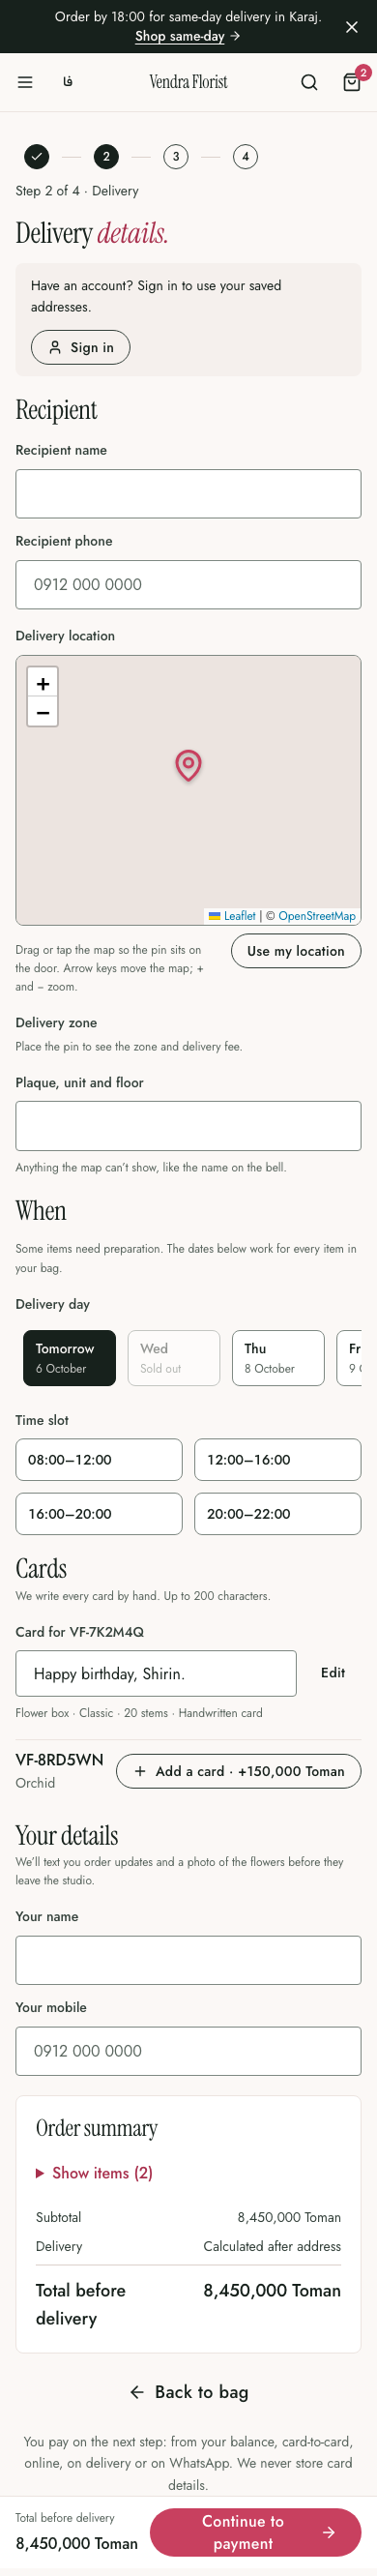 Order by 18:00 for same-day delivery in Karaj.
Shop same-day →
فا
Vendra Florist
2
2
3
4
Step 2 of 4 · Delivery
Delivery details.
Have an account? Sign in to use your saved
addresses.
Sign in
Recipient
Recipient name
Recipient phone
0912 000 0000
Delivery location
+
−
Leaflet | © OpenStreetMap
Drag or tap the map so the pin sits on
the door. Arrow keys move the map; +
and − zoom.
Use my location
Delivery zone
Place the pin to see the zone and delivery fee.
Plaque, unit and floor
Anything the map can’t show, like the name on the bell.
When
Some items need preparation. The dates below work for every item in
your bag.
Delivery day
Tomorrow
6 October
Wed
Sold out
Thu
8 October
Time slot
08:00–12:00
12:00–16:00
16:00–20:00
20:00–22:00
Cards
We write every card by hand. Up to 200 characters.
Card for VF-7K2M4Q
Happy birthday, Shirin.
Edit
Flower box · Classic · 20 stems · Handwritten card
VF-8RD5WN
Orchid
Add a card · +150,000 Toman
Your details
We’ll text you order updates and a photo of the flowers before they
leave the studio.
Your name
Your mobile
0912 000 0000
Order summary
Show items (2)
Subtotal 8,450,000 Toman
Delivery Calculated after address
Total before
delivery
8,450,000 Toman
← Back to bag
You pay on the next step: from your balance, card-to-card,
online, on delivery or on WhatsApp. We never store card
details.
Total before delivery
8,450,000 Toman
Continue to
payment →